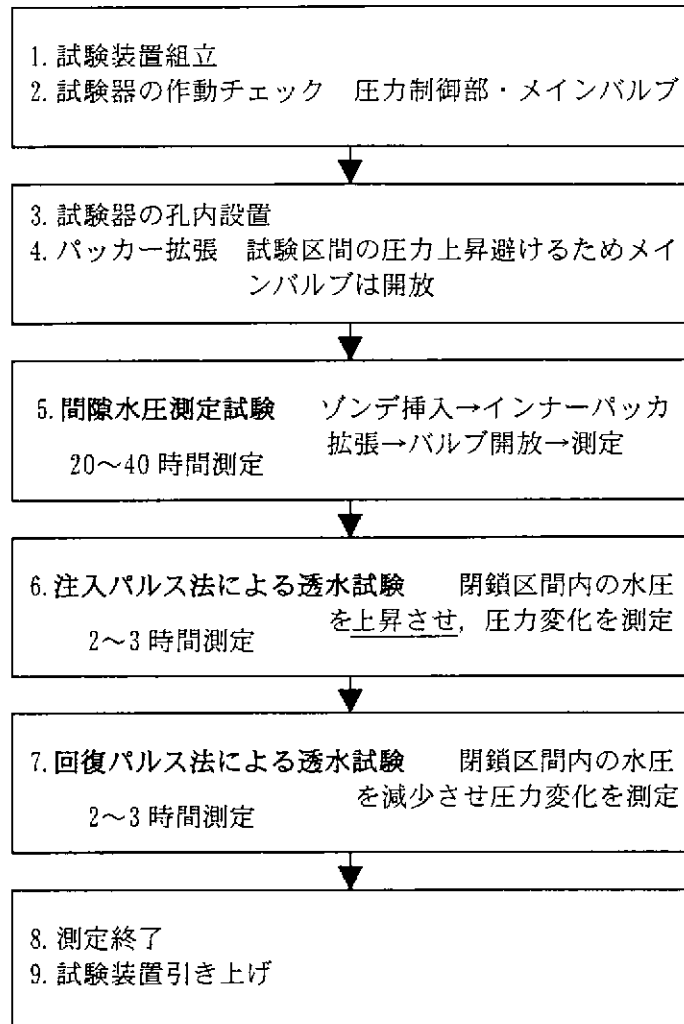 1. 試験装置組立
2. 試験器の作動チェック　圧力制御部・メインバルブ
3. 試験器の孔内設置
4. パッカー拡張　試験区間の圧力上昇避けるためメイ
ンバルブは開放
5. 間隙水圧測定試験　ゾンデ挿入→インナーパッカ
拡張→バルブ開放→測定
20～40 時間測定
6. 注入パルス法による透水試験　閉鎖区間内の水圧
を上昇させ，圧力変化を測定
2～3 時間測定
7. 回復パルス法による透水試験　閉鎖区間内の水圧
を減少させ圧力変化を測定
2～3 時間測定
8. 測定終了
9. 試験装置引き上げ